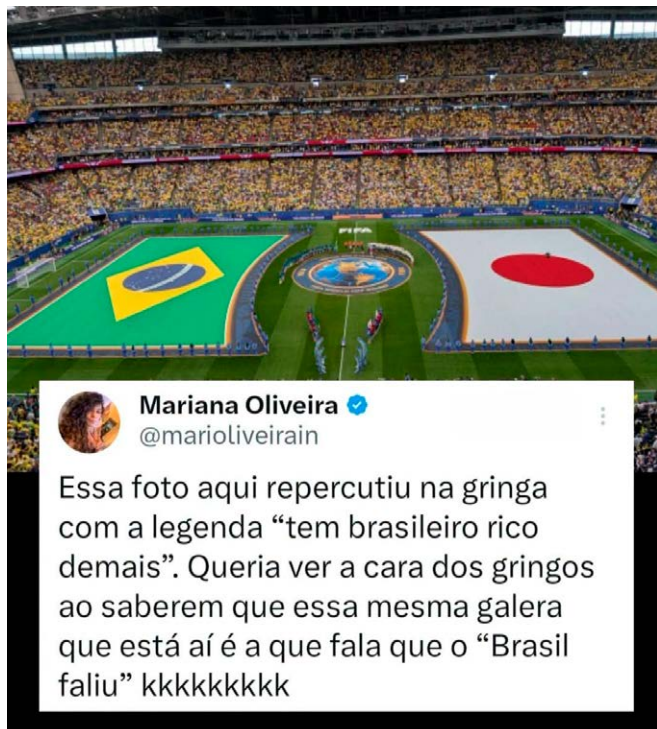 FIFA
Mariana Oliveira
@marioliveirain
Essa foto aqui repercutiu na gringa
com a legenda “tem brasileiro rico
demais”. Queria ver a cara dos gringos
ao saberem que essa mesma galera
que está aí é a que fala que o “Brasil
faliu” kkkkkkkkk